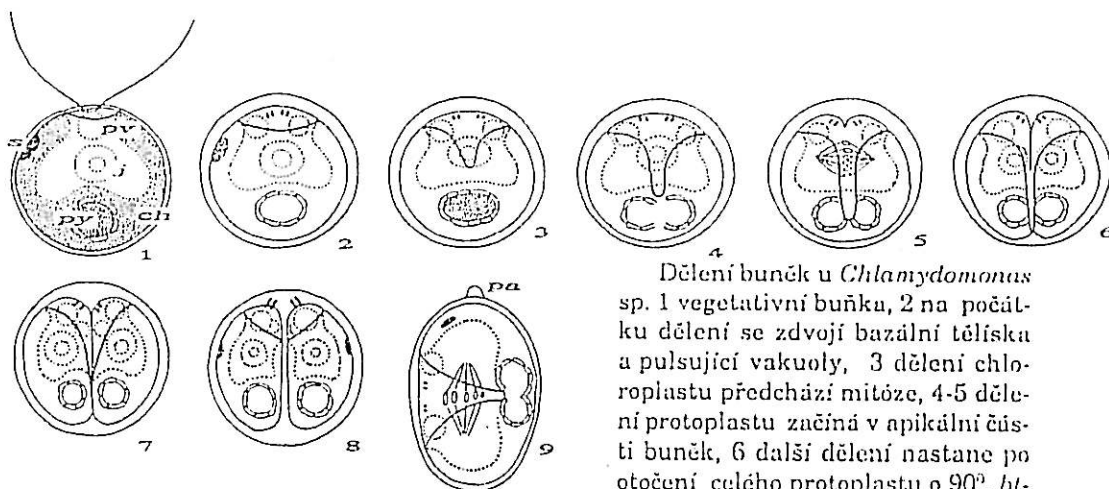 s
pv
j
py
ch
1
2
3
4
5
6
7
8
pa
9
Dělení buněk u Chlamydomonas
sp. 1 vegetativní buňka, 2 na počát-
ku dělení se zdvojí bazální tělíska
a pulsující vakuoly, 3 dělení chlo-
roplastu předchází mitóze, 4-5 děle-
ní protoplastu začíná v apikální čás-
ti buněk, 6 další dělení nastane po
otočení celého protoplastu o 90°